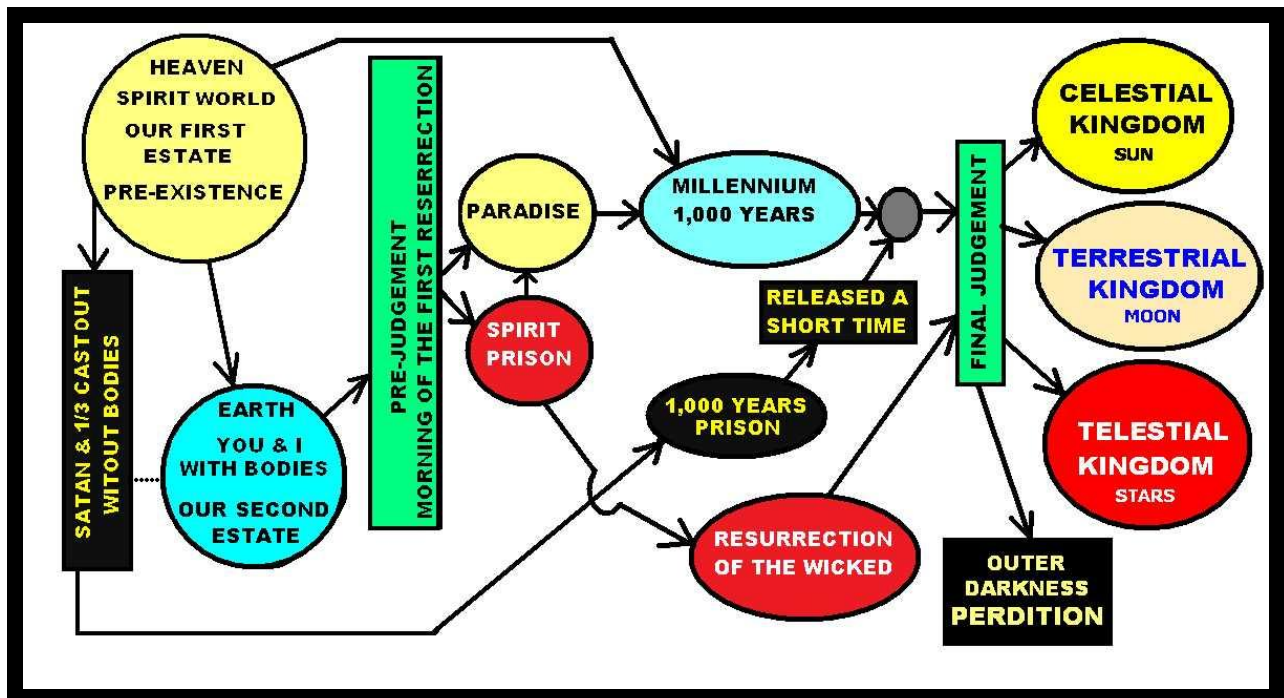 HEAVEN
SPIRIT WORLD
OUR FIRST
ESTATE
PRE-EXISTENCE
SATAN & 1/3 CASTOUT
WITOUT BODIES
EARTH
YOU & I
WITH BODIES
OUR SECOND
ESTATE
PRE-JUDGEMENT
MORNING OF THE FIRST RESERRECTION
PARADISE
SPIRIT
PRISON
MILLENNIUM
1,000 YEARS
RELEASED A
SHORT TIME
1,000 YEARS
PRISON
RESURRECTION
OF THE WICKED
FINAL JUDGEMENT
CELESTIAL
KINGDOM
SUN
TERRESTRIAL
KINGDOM
MOON
TELESTIAL
KINGDOM
STARS
OUTER
DARKNESS
PERDITION